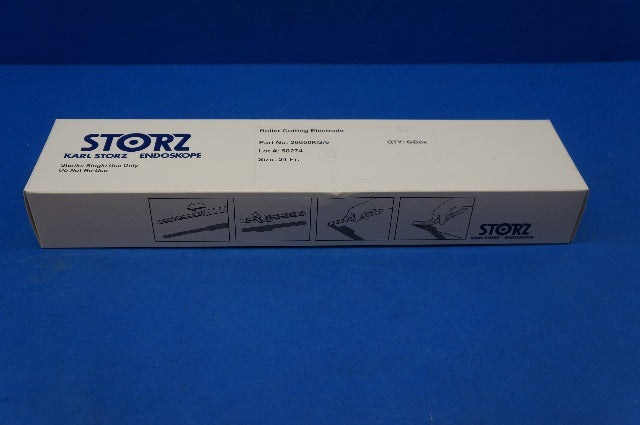 STORZ
KARL STORZ ENDOSKOPE
Sterile Single Use Only
Do Not Re-Use
Roller Cutting Electrode
Part No.
QTY: 6/Box
Lot #: 50274
Size: 24 Fr.
STORZ
KARL STORZ ENDOSKOPE